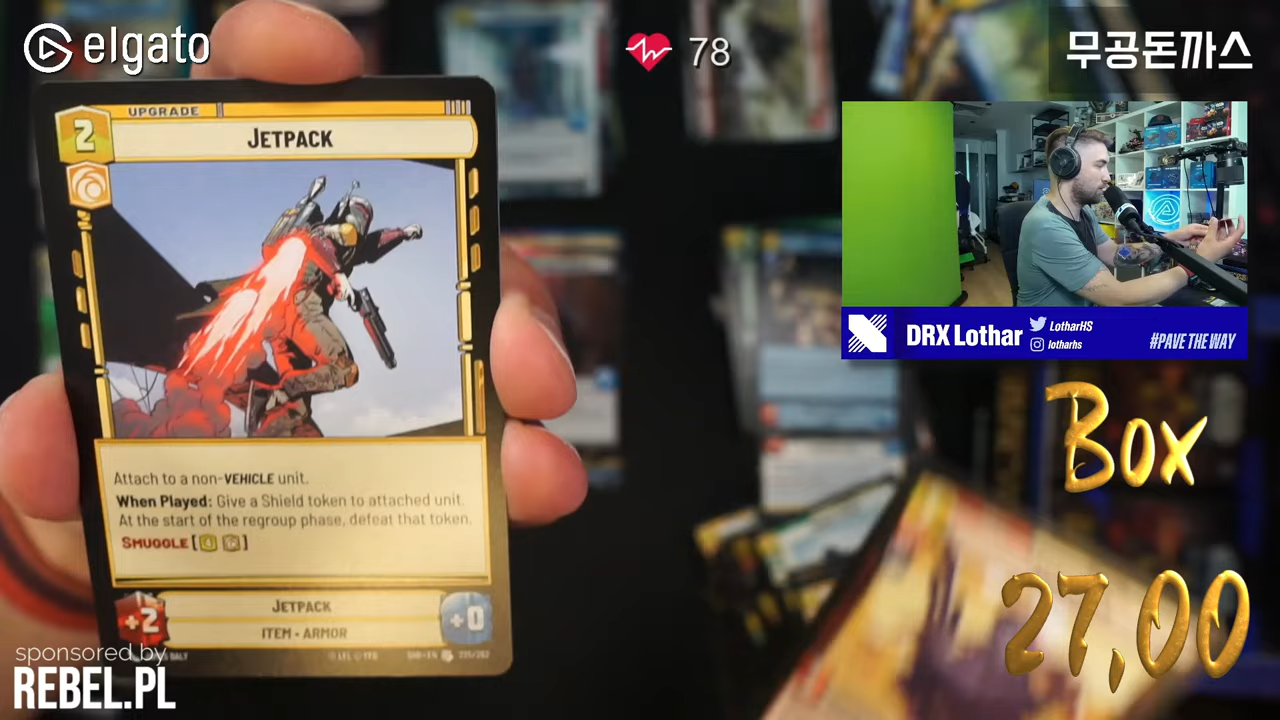 elgato
78
무공돈까스
2
UPGRADE
JETPACK
Attach to a non-VEHICLE unit.
When Played: Give a Shield token to attached unit.
At the start of the regroup phase, defeat that token.
SMUGGLE [4 ]
+2
JETPACK
ITEM • ARMOR
+0
DRX Lothar
LotharHS
lotharhs
#PAVE THE WAY
Box
27,00
sponsored by
REBEL.PL